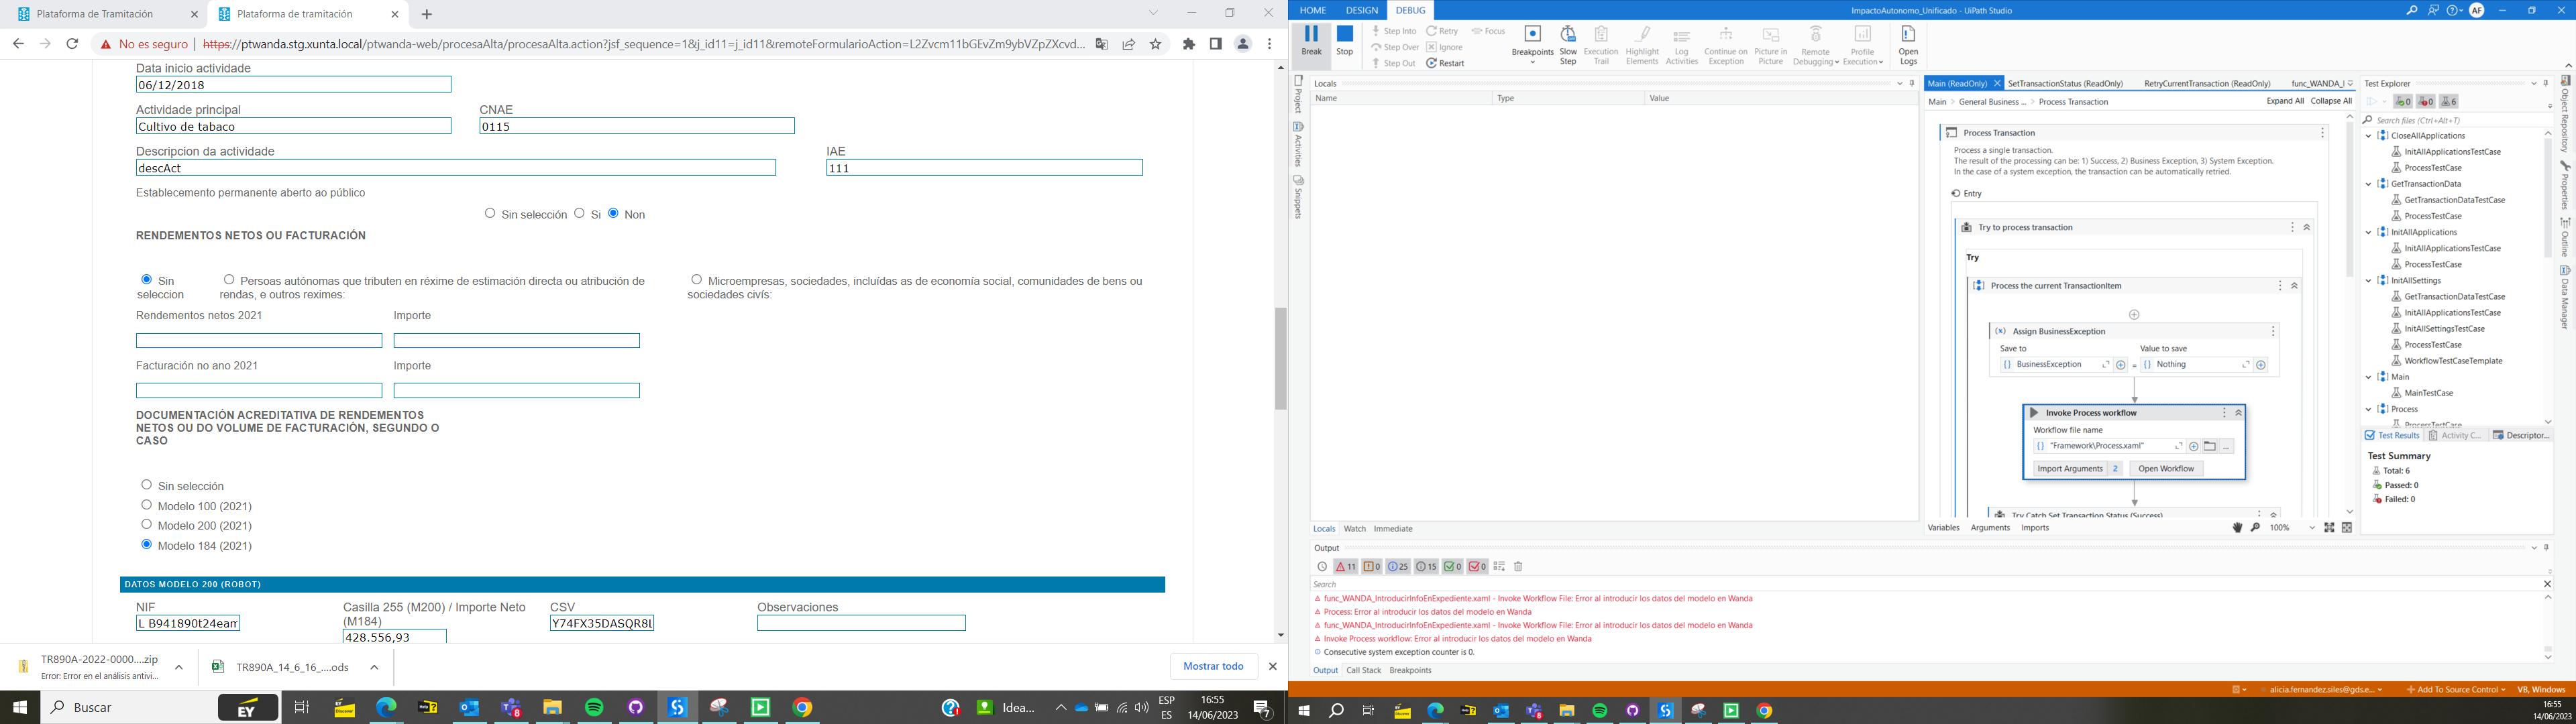 Plataforma de Tramitación
Plataforma de tramitación
No es seguro
https://ptwanda.stg.xunta.local/ptwanda-web/procesaAlta/procesaAlta.action?jsf_sequence=1&j_id11=j_id11&remoteFormularioAction=L2Zvcm11bGEvZm9ybVZpZXcvd...
Data inicio actividade
06/12/2018
Actividade principal
CNAE
Cultivo de tabaco
0115
Descripcion da actividade
IAE
descAct
111
Establecemento permanente aberto ao público
Sin selección Si Non
RENDEMENTOS NETOS OU FACTURACIÓN
Sin seleccion
Persoas autónomas que tributen en réxime de estimación directa ou atribución de rendas, e outros reximes:
Microempresas, sociedades, incluídas as de economía social, comunidades de bens ou sociedades civís:
Rendementos netos 2021
Importe
Facturación no ano 2021
Importe
DOCUMENTACIÓN ACREDITATIVA DE RENDEMENTOS
NETOS OU DO VOLUME DE FACTURACIÓN, SEGUNDO O
CASO
Sin selección
Modelo 100 (2021)
Modelo 200 (2021)
Modelo 184 (2021)
DATOS MODELO 200 (ROBOT)
NIF
Casilla 255 (M200) / Importe Neto (M184)
CSV
Observaciones
L B941890t24eam
428.556,93
Y74FX35DASQR8L
TR890A-2022-0000....zip
Error: Error en el análisis antivi...
TR890A_14_6_16_....ods
Mostrar todo
Buscar
EY
Idea...
ESP
ES
16:55
14/06/2023
7
HOME
DESIGN
DEBUG
ImpactoAutonomo_Unificado - UiPath Studio
AF
Break
Stop
Step Into
Step Over
Step Out
Retry
Ignore
Restart
Focus
Breakpoints
Slow Step
Execution Trail
Highlight Elements
Log Activities
Continue on Exception
Picture in Picture
Remote Debugging
Profile Execution
Open Logs
Project
Activities
Snippets
Locals
Name
Type
Value
Locals
Watch
Immediate
Main (ReadOnly)
SetTransactionStatus (ReadOnly)
RetryCurrentTransaction (ReadOnly)
func_WANDA_I
Main > General Business ... > Process Transaction
Expand All
Collapse All
Process Transaction
Process a single transaction.
The result of the processing can be: 1) Success, 2) Business Exception, 3) System Exception.
In the case of a system exception, the transaction can be automatically retried.
Entry
Try to process transaction
Try
Process the current TransactionItem
Assign BusinessException
Save to
Value to save
BusinessException
=
Nothing
Invoke Process workflow
Workflow file name
"Framework\Process.xaml"
Import Arguments 2
Open Workflow
Try Catch Set Transaction Status (Success)
Variables
Arguments
Imports
100%
Test Explorer
0
0
6
Search files (Ctrl+Alt+T)
CloseAllApplications
InitAllApplicationsTestCase
ProcessTestCase
GetTransactionData
GetTransactionDataTestCase
ProcessTestCase
InitAllApplications
InitAllApplicationsTestCase
ProcessTestCase
InitAllSettings
GetTransactionDataTestCase
InitAllApplicationsTestCase
InitAllSettingsTestCase
ProcessTestCase
WorkflowTestCaseTemplate
Main
MainTestCase
Process
ProcessTestCase
Test Results
Activity C...
Descriptor...
Test Summary
Total: 6
Passed: 0
Failed: 0
Object Repository
Properties
Outline
Data Manager
Output
11
0
25
15
0
0
Search
func_WANDA_IntroducirInfoEnExpediente.xaml - Invoke Workflow File: Error al introducir los datos del modelo en Wanda
Process: Error al introducir los datos del modelo en Wanda
func_WANDA_IntroducirInfoEnExpediente.xaml - Invoke Workflow File: Error al introducir los datos del modelo en Wanda
Invoke Process workflow: Error al introducir los datos del modelo en Wanda
Consecutive system exception counter is 0.
Output
Call Stack
Breakpoints
alicia.fernandez.siles@gds.e...
Add To Source Control
VB, Windows
16:55
14/06/2023